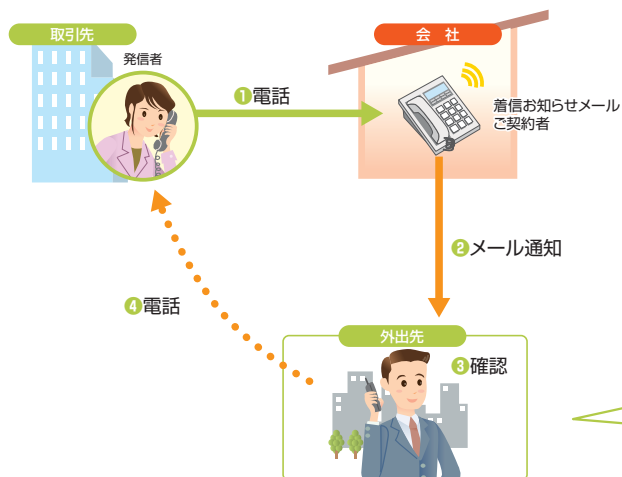 取引先
発信者
会 社
❶電話
着信お知らせメール
ご契約者
❷メール通知
❹電話
外出先
❸確認